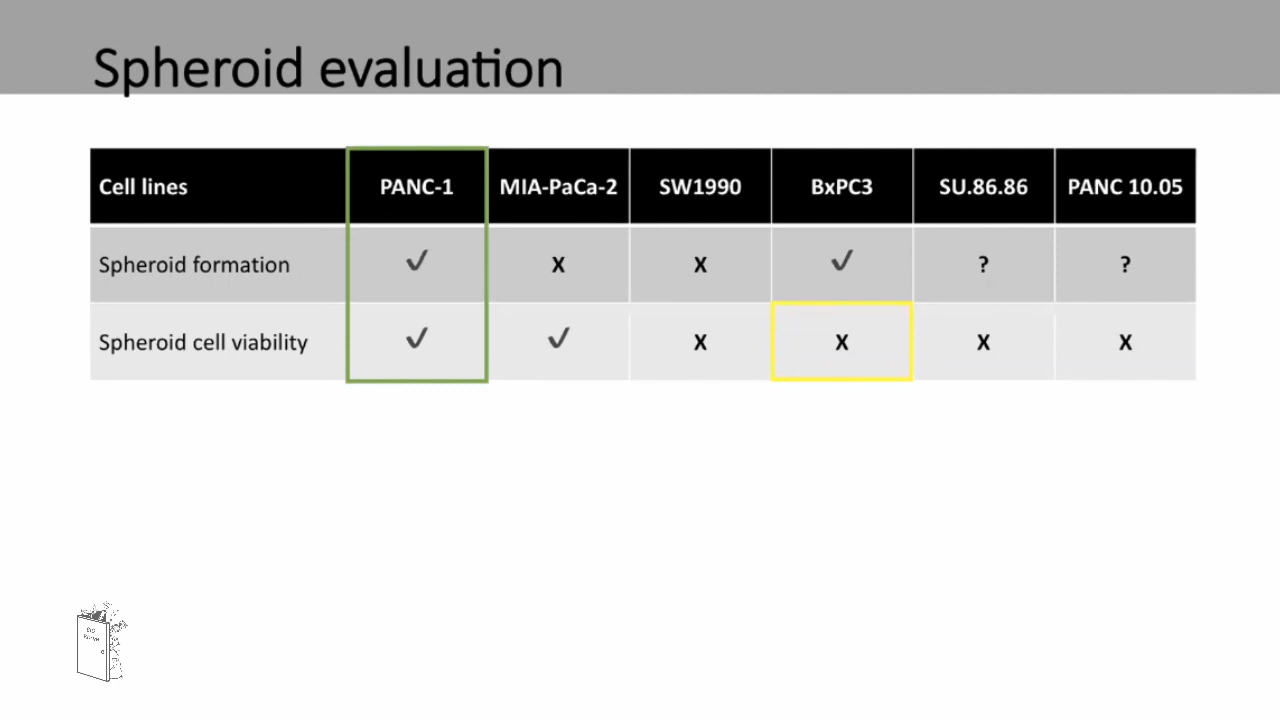 Spheroid evaluation
Cell lines PANC-1 MIA-PaCa-2 SW1990 BxPC3 SU.86.86 PANC 10.05
Spheroid formation ✓ X X ✓ ? ?
Spheroid cell viability ✓ ✓ X X X X